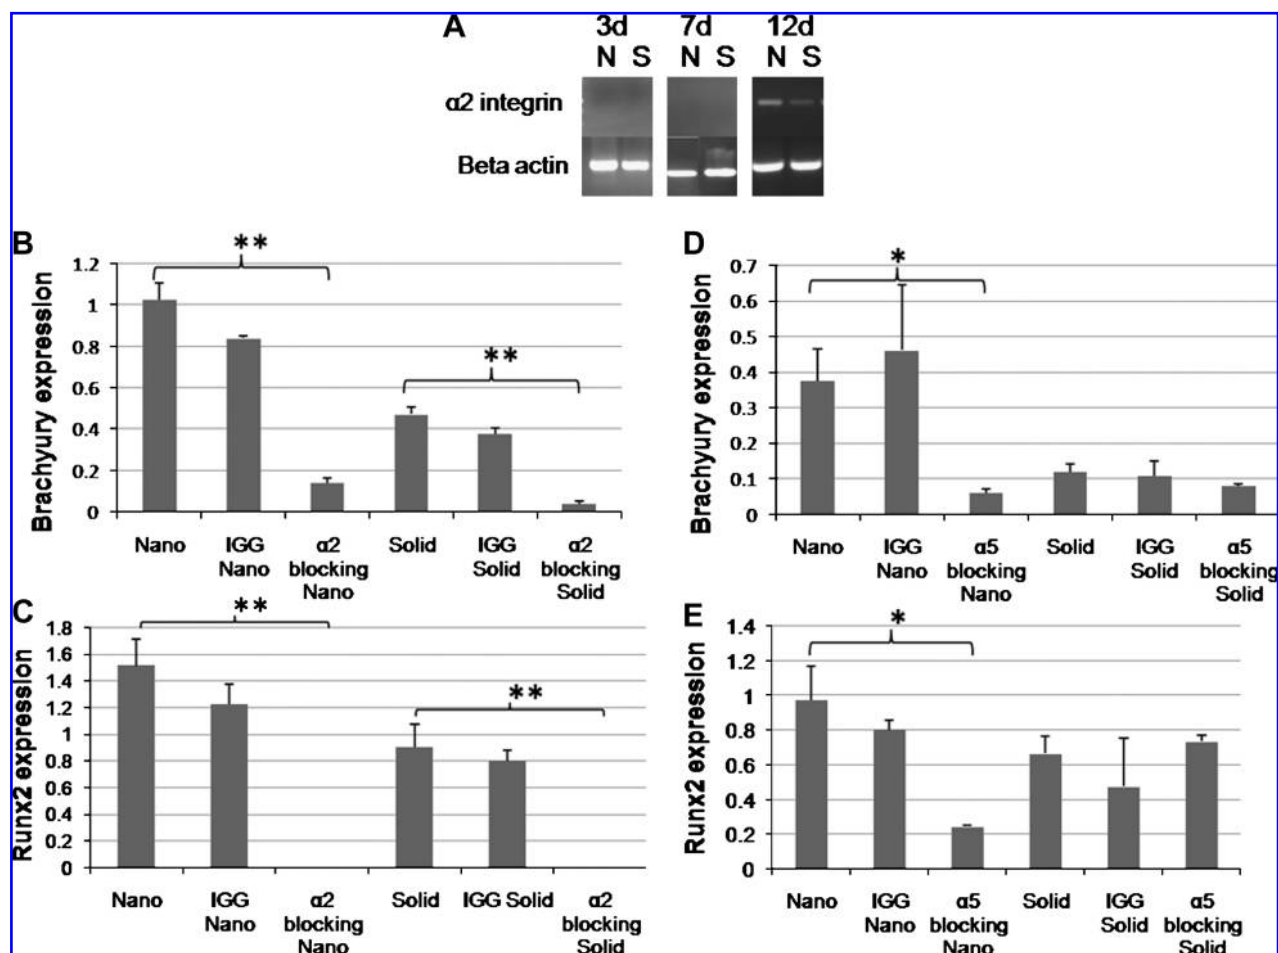 A
3d 7d 12d
N S N S N S
α2 integrin
Beta actin
B
**
**
Brachyury expression
1.2
1
0.8
0.6
0.4
0.2
0
Nano IGG Nano α2 blocking Nano Solid IGG Solid α2 blocking Solid
C
**
**
Runx2 expression
1.8
1.6
1.4
1.2
1
0.8
0.6
0.4
0.2
0
Nano IGG Nano α2 blocking Nano Solid IGG Solid α2 blocking Solid
D
*
Brachyury expression
0.7
0.6
0.5
0.4
0.3
0.2
0.1
0
Nano IGG Nano α5 blocking Nano Solid IGG Solid α5 blocking Solid
E
*
Runx2 expression
1.4
1.2
1
0.8
0.6
0.4
0.2
0
Nano IGG Nano α5 blocking Nano Solid IGG Solid α5 blocking Solid